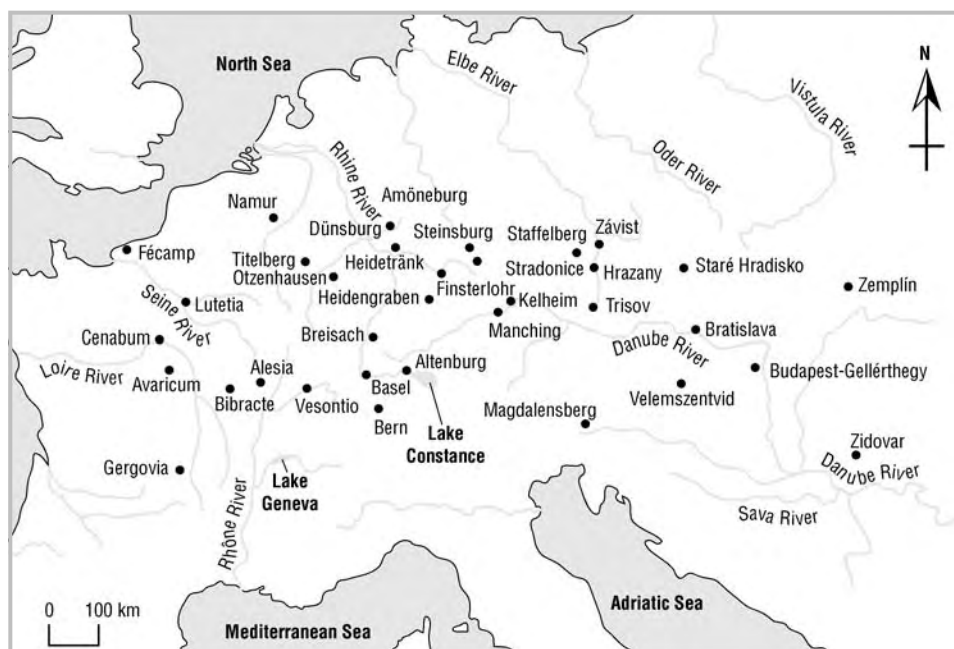 North Sea
Elbe River
N
Vistula River
Rhine River
Oder River
Namur
Amöneburg
Dünsburg
Steinsburg
Staffelberg
Závist
Fécamp
Titelberg
Otzenhausen
Heidetränk
Stradonice
Hrazany
Staré Hradisko
Zemplín
Finsterlohr
Heidengraben
Kelheim
Trisov
Lutetia
Seine River
Manching
Cenabum
Breisach
Danube River
Bratislava
Loire River
Avaricum
Alesia
Altenburg
Budapest-Gellérthegy
Bibracte
Vesontio
Basel
Velemszentvid
Bern
Magdalensberg
Lake
Constance
Zidovar
Gergovia
Lake
Geneva
Danube River
Rhône River
Sava River
0 100 km
Adriatic Sea
Mediterranean Sea